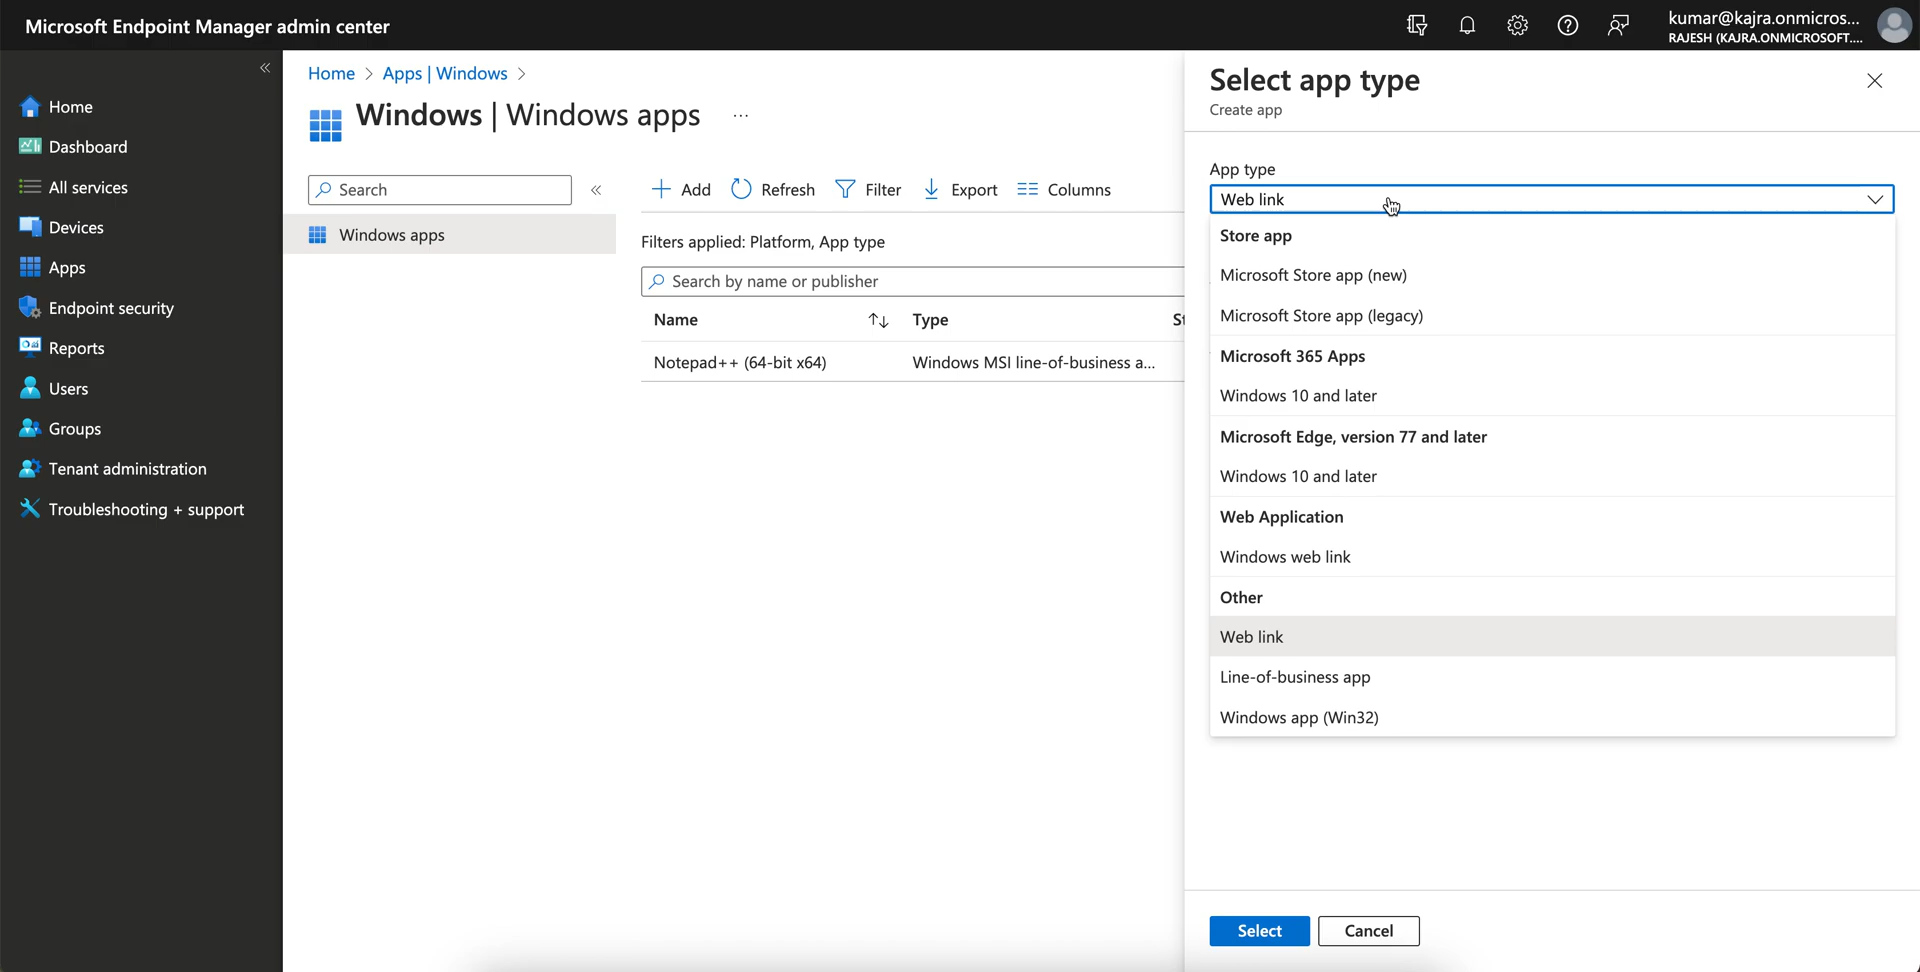 Microsoft Endpoint Manager admin center
kumar@kajra.onmicros...
RAJESH (KAJRA.ONMICROSOFT....
Home
Dashboard
All services
Devices
Apps
Endpoint security
Reports
Users
Groups
Tenant administration
Troubleshooting + support
Home > Apps | Windows >
Windows | Windows apps ...
Search
Windows apps
Add Refresh Filter Export Columns
Filters applied: Platform, App type
Search by name or publisher
Name Type
Notepad++ (64-bit x64) Windows MSI line-of-business a...
Select app type
Create app
App type
Web link
Store app
Microsoft Store app (new)
Microsoft Store app (legacy)
Microsoft 365 Apps
Windows 10 and later
Microsoft Edge, version 77 and later
Windows 10 and later
Web Application
Windows web link
Other
Web link
Line-of-business app
Windows app (Win32)
Select Cancel